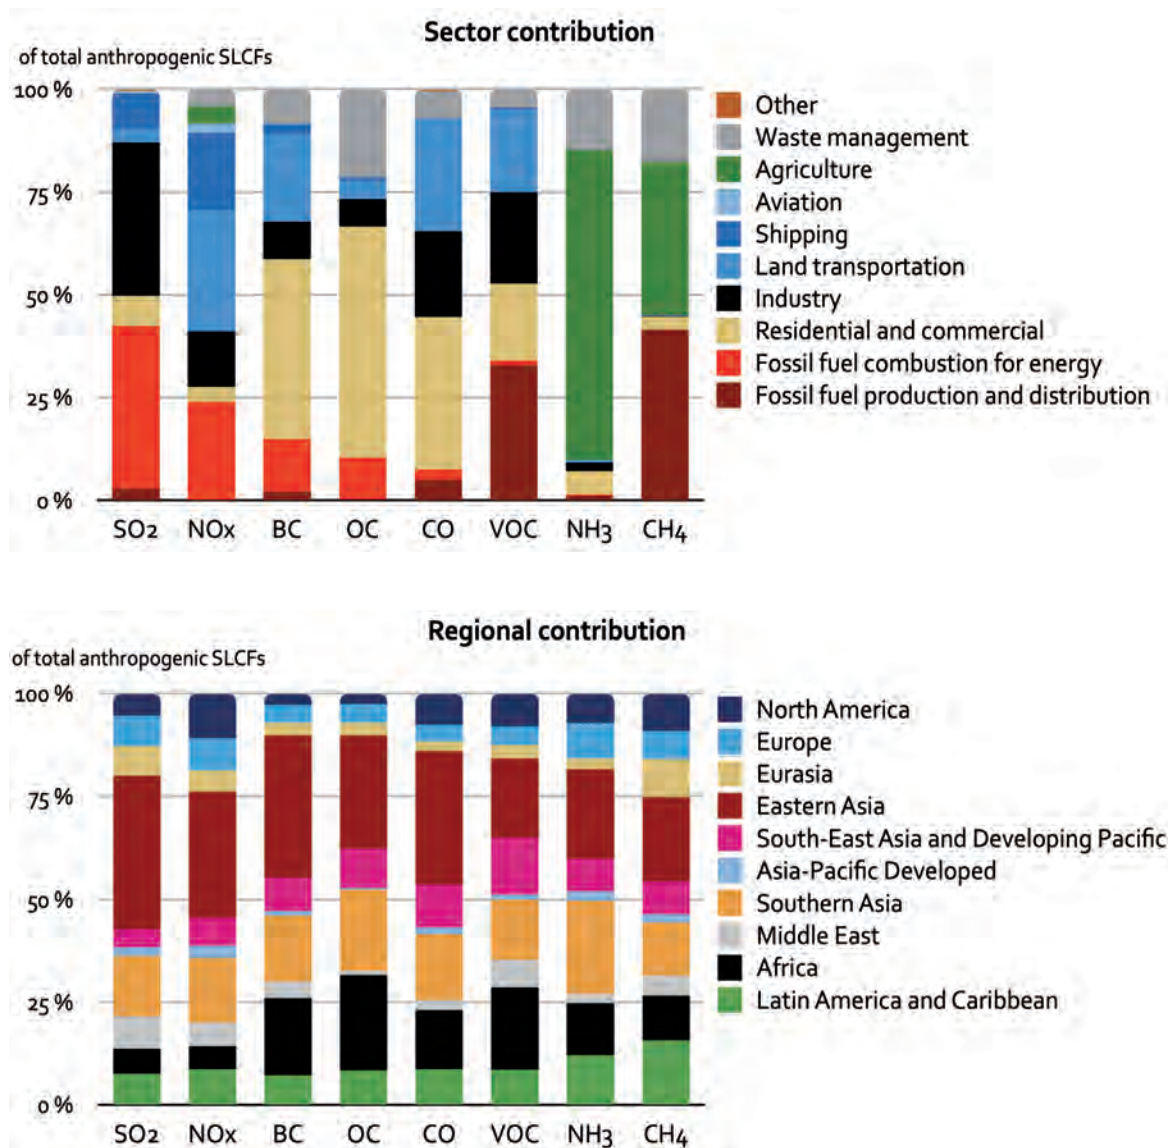 Sector contribution
of total anthropogenic SLCFs
100 %
75 %
50 %
25 %
0 %
SO2 NOx BC OC CO VOC NH3 CH4
Other
Waste management
Agriculture
Aviation
Shipping
Land transportation
Industry
Residential and commercial
Fossil fuel combustion for energy
Fossil fuel production and distribution
Regional contribution
of total anthropogenic SLCFs
100 %
75 %
50 %
25 %
0 %
SO2 NOx BC OC CO VOC NH3 CH4
North America
Europe
Eurasia
Eastern Asia
South-East Asia and Developing Pacific
Asia-Pacific Developed
Southern Asia
Middle East
Africa
Latin America and Caribbean